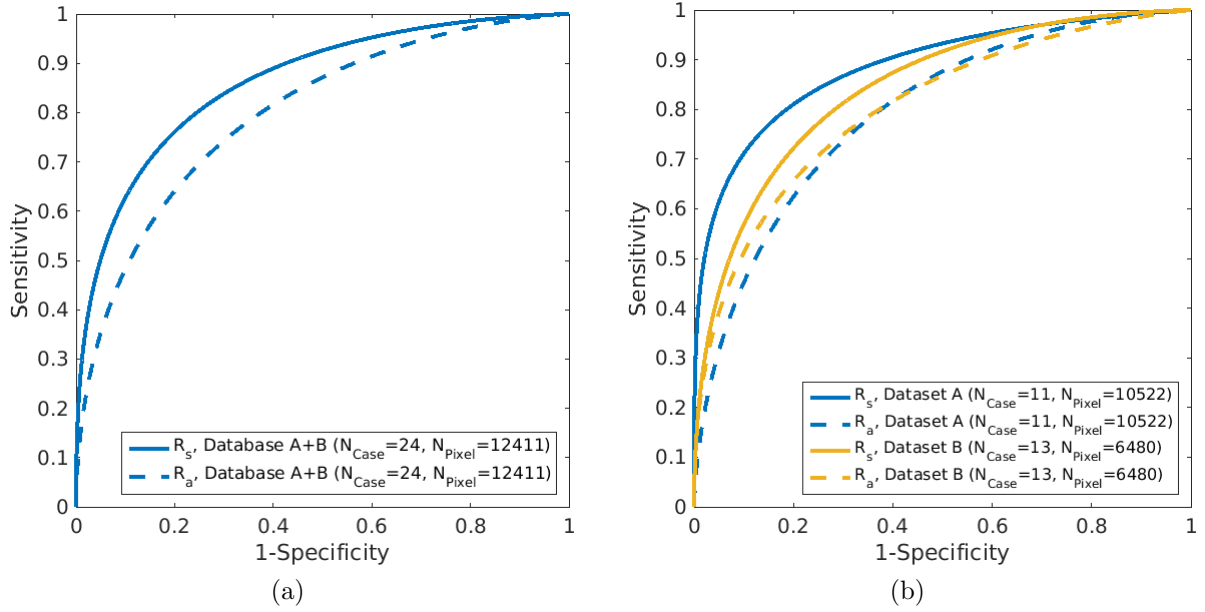 1
0.9
0.8
0.7
0.6
0.5
0.4
0.3
0.2
0.1
0
Sensitivity
R_s, Database A+B (N_Case=24, N_Pixel=12411)
R_a, Database A+B (N_Case=24, N_Pixel=12411)
0 0.2 0.4 0.6 0.8 1
1-Specificity
(a)
1
0.9
0.8
0.7
0.6
0.5
0.4
0.3
0.2
0.1
0
Sensitivity
R_s, Dataset A (N_Case=11, N_Pixel=10522)
R_a, Dataset A (N_Case=11, N_Pixel=10522)
R_s, Dataset B (N_Case=13, N_Pixel=6480)
R_a, Dataset B (N_Case=13, N_Pixel=6480)
0 0.2 0.4 0.6 0.8 1
1-Specificity
(b)